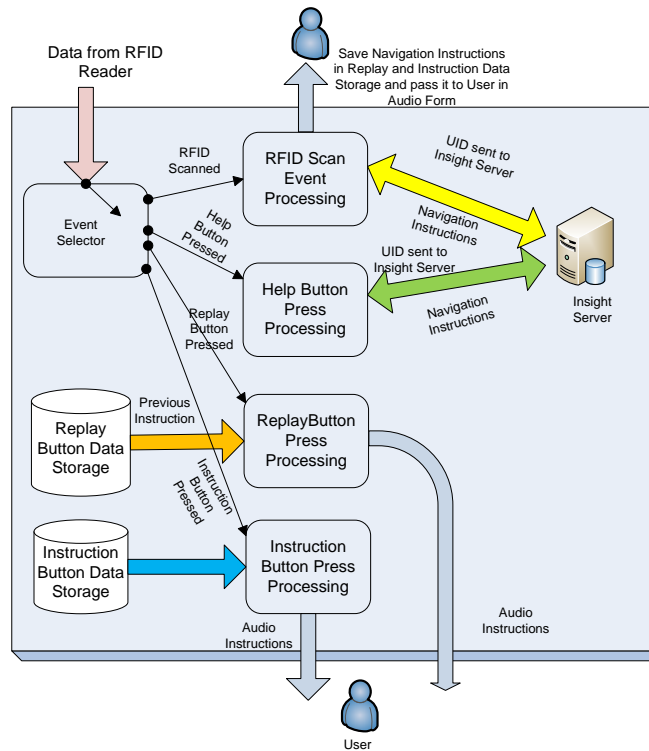 Data from RFID
Reader
Save Navigation Instructions
in Replay and Instruction Data
Storage and pass it to User in
Audio Form
RFID
Scanned
RFID Scan
Event
Processing
UID sent to
Insight Server
Navigation
Instructions
Event
Selector
Help
Button
Pressed
Help Button
Press
Processing
UID sent to
Insight Server
Navigation
Instructions
Insight
Server
Replay
Button
Pressed
Replay
Button Data
Storage
Previous
Instruction
ReplayButton
Press
Processing
Instruction
Button
Pressed
Instruction
Button Data
Storage
Instruction
Button Press
Processing
Audio
Instructions
Audio
Instructions
User